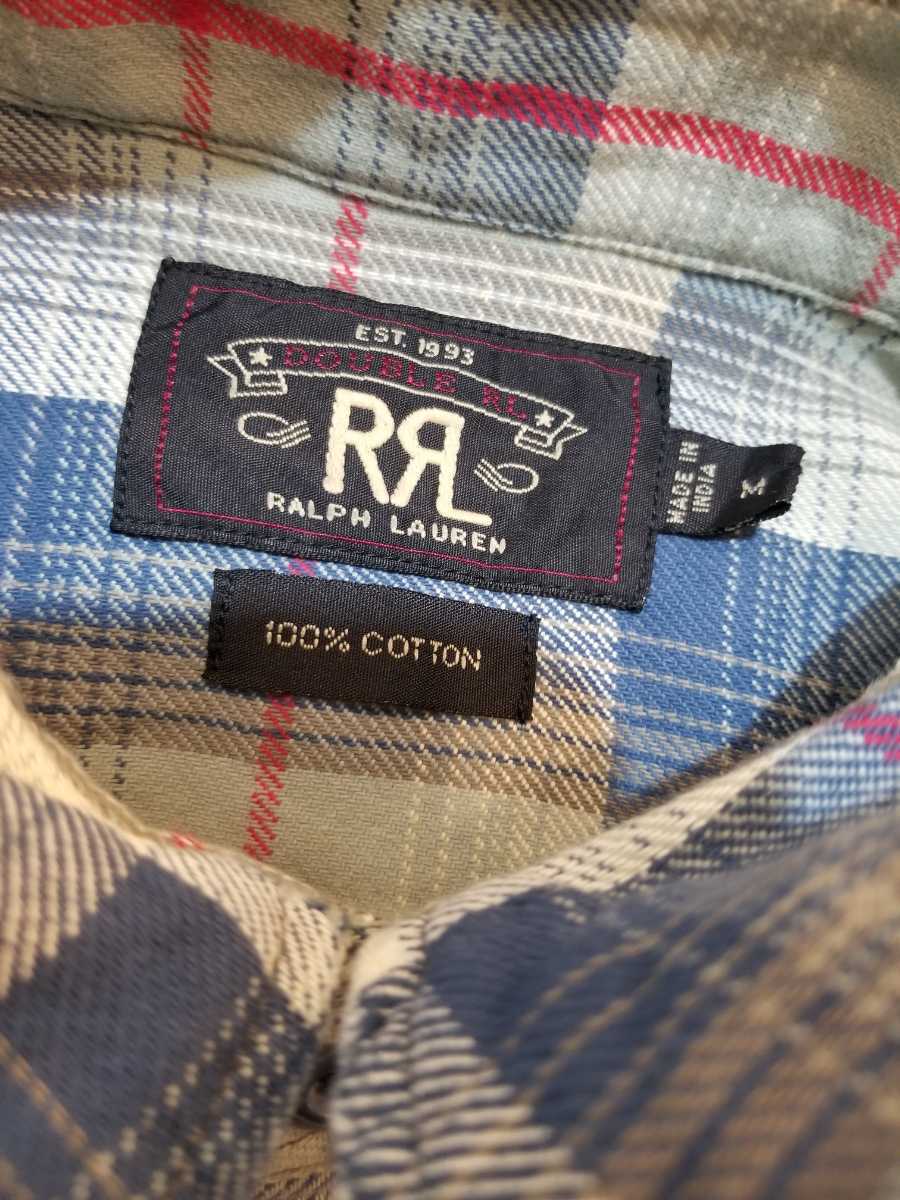 EST. 1993
DOUBLE RL
RRL
RALPH LAUREN
MADE IN
INDIA
M
100% COTTON